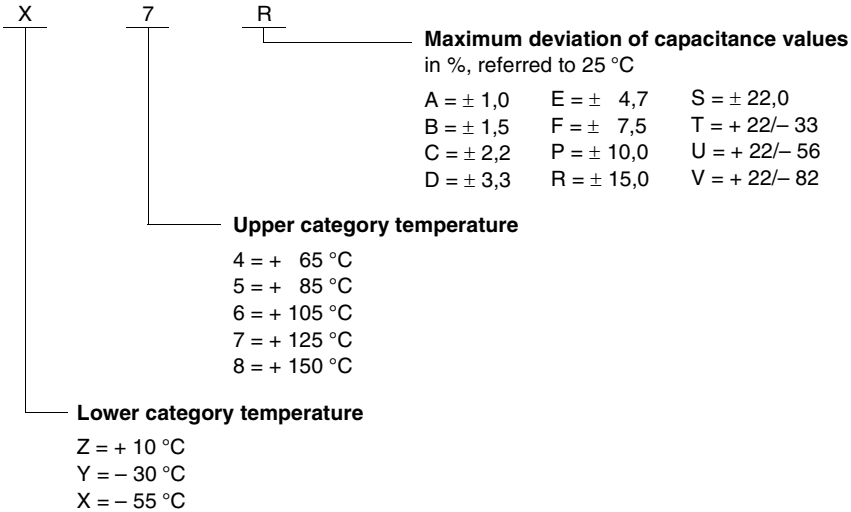 X 7 R
Maximum deviation of capacitance values
in %, referred to 25 °C
A = ± 1,0 E = ± 4,7 S = ± 22,0
B = ± 1,5 F = ± 7,5 T = + 22/– 33
C = ± 2,2 P = ± 10,0 U = + 22/– 56
D = ± 3,3 R = ± 15,0 V = + 22/– 82
Upper category temperature
4 = + 65 °C
5 = + 85 °C
6 = + 105 °C
7 = + 125 °C
8 = + 150 °C
Lower category temperature
Z = + 10 °C
Y = – 30 °C
X = – 55 °C